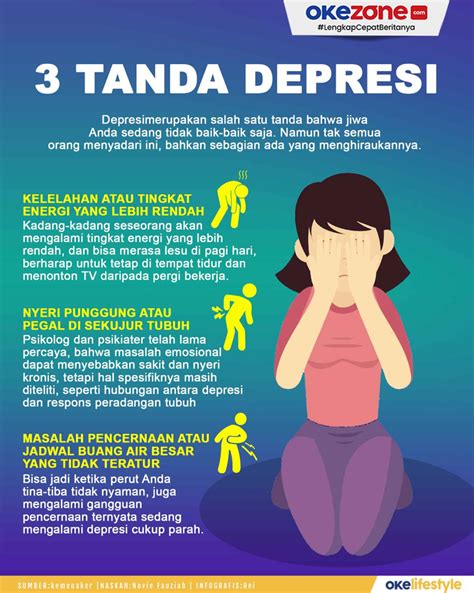 okezone.com
#LengkapCepatBeritanya
3 TANDA DEPRESI
Depresimerupakan salah satu tanda bahwa jiwa
Anda sedang tidak baik-baik saja. Namun tak semua
orang menyadari ini, bahkan sebagian ada yang menghiraukannya.
KELELAHAN ATAU TINGKAT
ENERGI YANG LEBIH RENDAH
Kadang-kadang seseorang akan
mengalami tingkat energi yang lebih
rendah, dan bisa merasa lesu di pagi hari,
berharap untuk tetap di tempat tidur dan
menonton TV daripada pergi bekerja.
NYERI PUNGGUNG ATAU
PEGAL DI SEKUJUR TUBUH
Psikolog dan psikiater telah lama
percaya, bahwa masalah emosional
dapat menyebabkan sakit dan nyeri
kronis, tetapi hal spesifiknya masih
diteliti, seperti hubungan antara depresi
dan respons peradangan tubuh
MASALAH PENCERNAAN ATAU
JADWAL BUANG AIR BESAR
YANG TIDAK TERATUR
Bisa jadi ketika perut Anda
tina-tiba tidak nyaman, juga
mengalami gangguan
pencernaan ternyata sedang
mengalami depresi cukup parah.
SUMBER:kemenaker |NASKAH:Novie Fauziah | INFOGRAFIS:Rei
okelifestyle